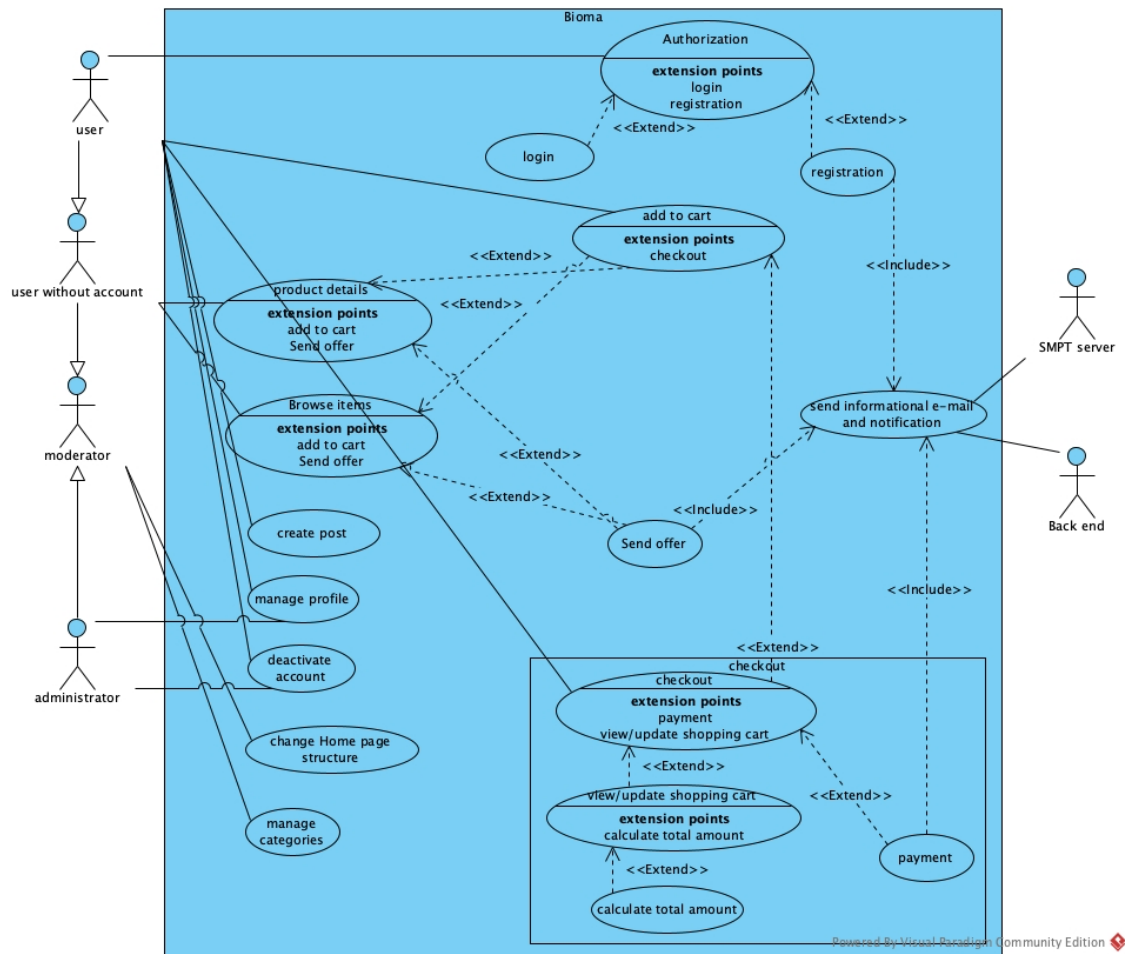 Bioma
Authorization
extension points
login
registration
user
<<Extend>>
<<Extend>>
login
registration
add to cart
extension points
checkout
<<Extend>>
<<Include>>
user without account
product details
extension points
add to cart
Send offer
<<Extend>>
SMPT server
Browse items
extension points
add to cart
Send offer
send informational e-mail
and notification
moderator
<<Extend>>
<<Extend>>
<<Include>>
Back end
create post
Send offer
manage profile
<<Include>>
deactivate
account
administrator
<<Extend>>
checkout
checkout
extension points
payment
view/update shopping cart
change Home page
structure
<<Extend>>
<<Extend>>
view/update shopping cart
extension points
calculate total amount
manage
categories
payment
<<Extend>>
calculate total amount
Powered By Visual Paradigm Community Edition